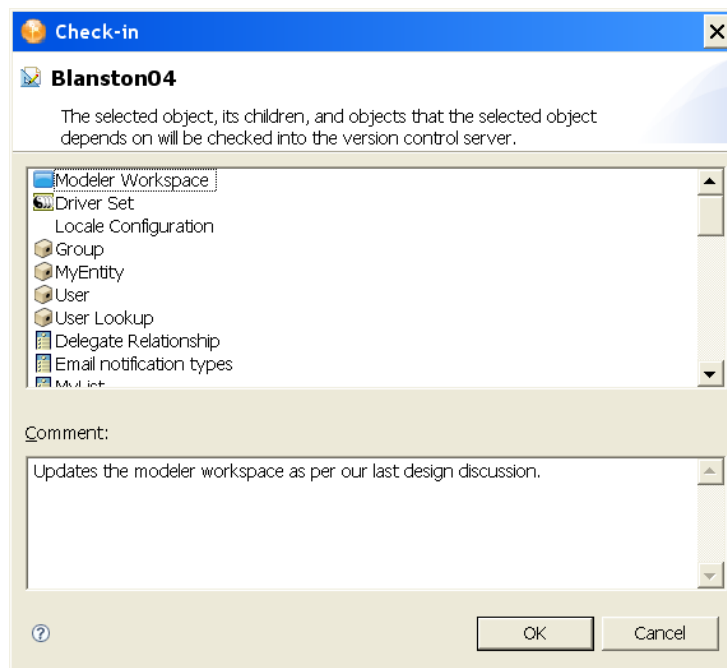 Check-in
Blanston04
The selected object, its children, and objects that the selected object
depends on will be checked into the version control server.
Modeler Workspace
Driver Set
Locale Configuration
Group
MyEntity
User
User Lookup
Delegate Relationship
Email notification types
MyList
Comment:
Updates the modeler workspace as per our last design discussion.
OK
Cancel